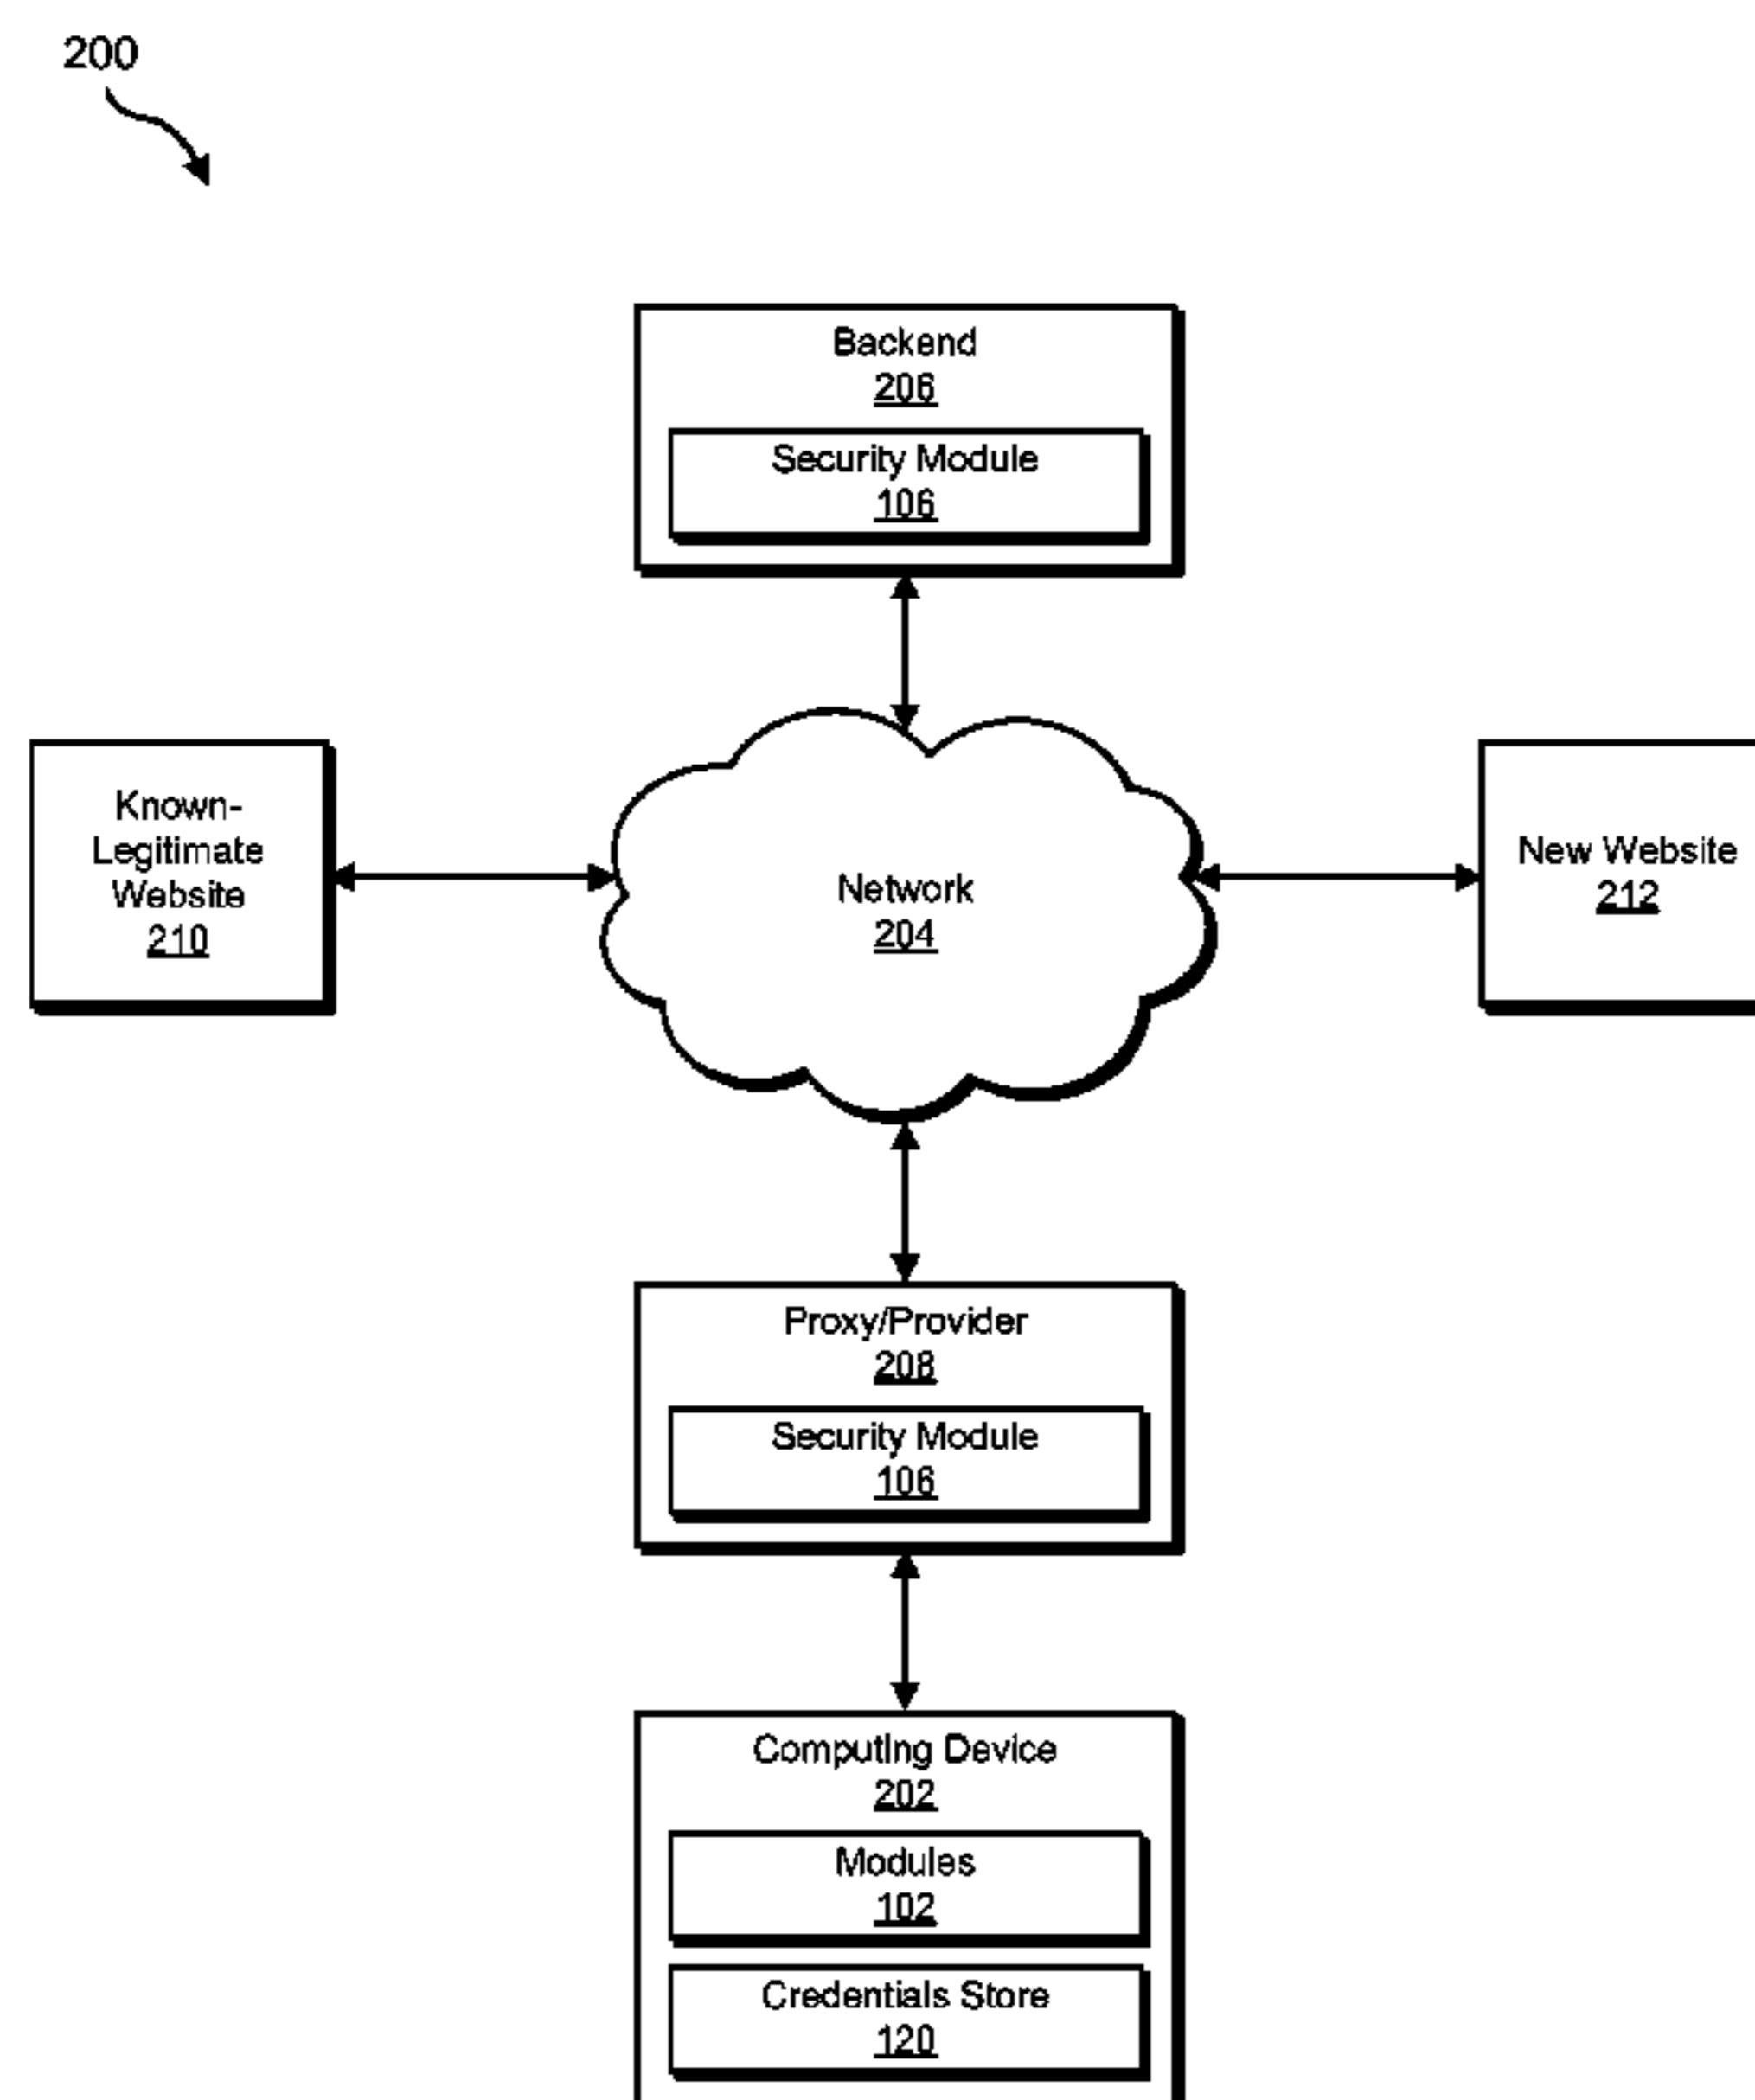 200
Backend
206
Security Module
106
Known-
Legitimate
Website
210
Network
204
New Website
212
Proxy/Provider
208
Security Module
106
Computing Device
202
Modules
102
Credentials Store
120